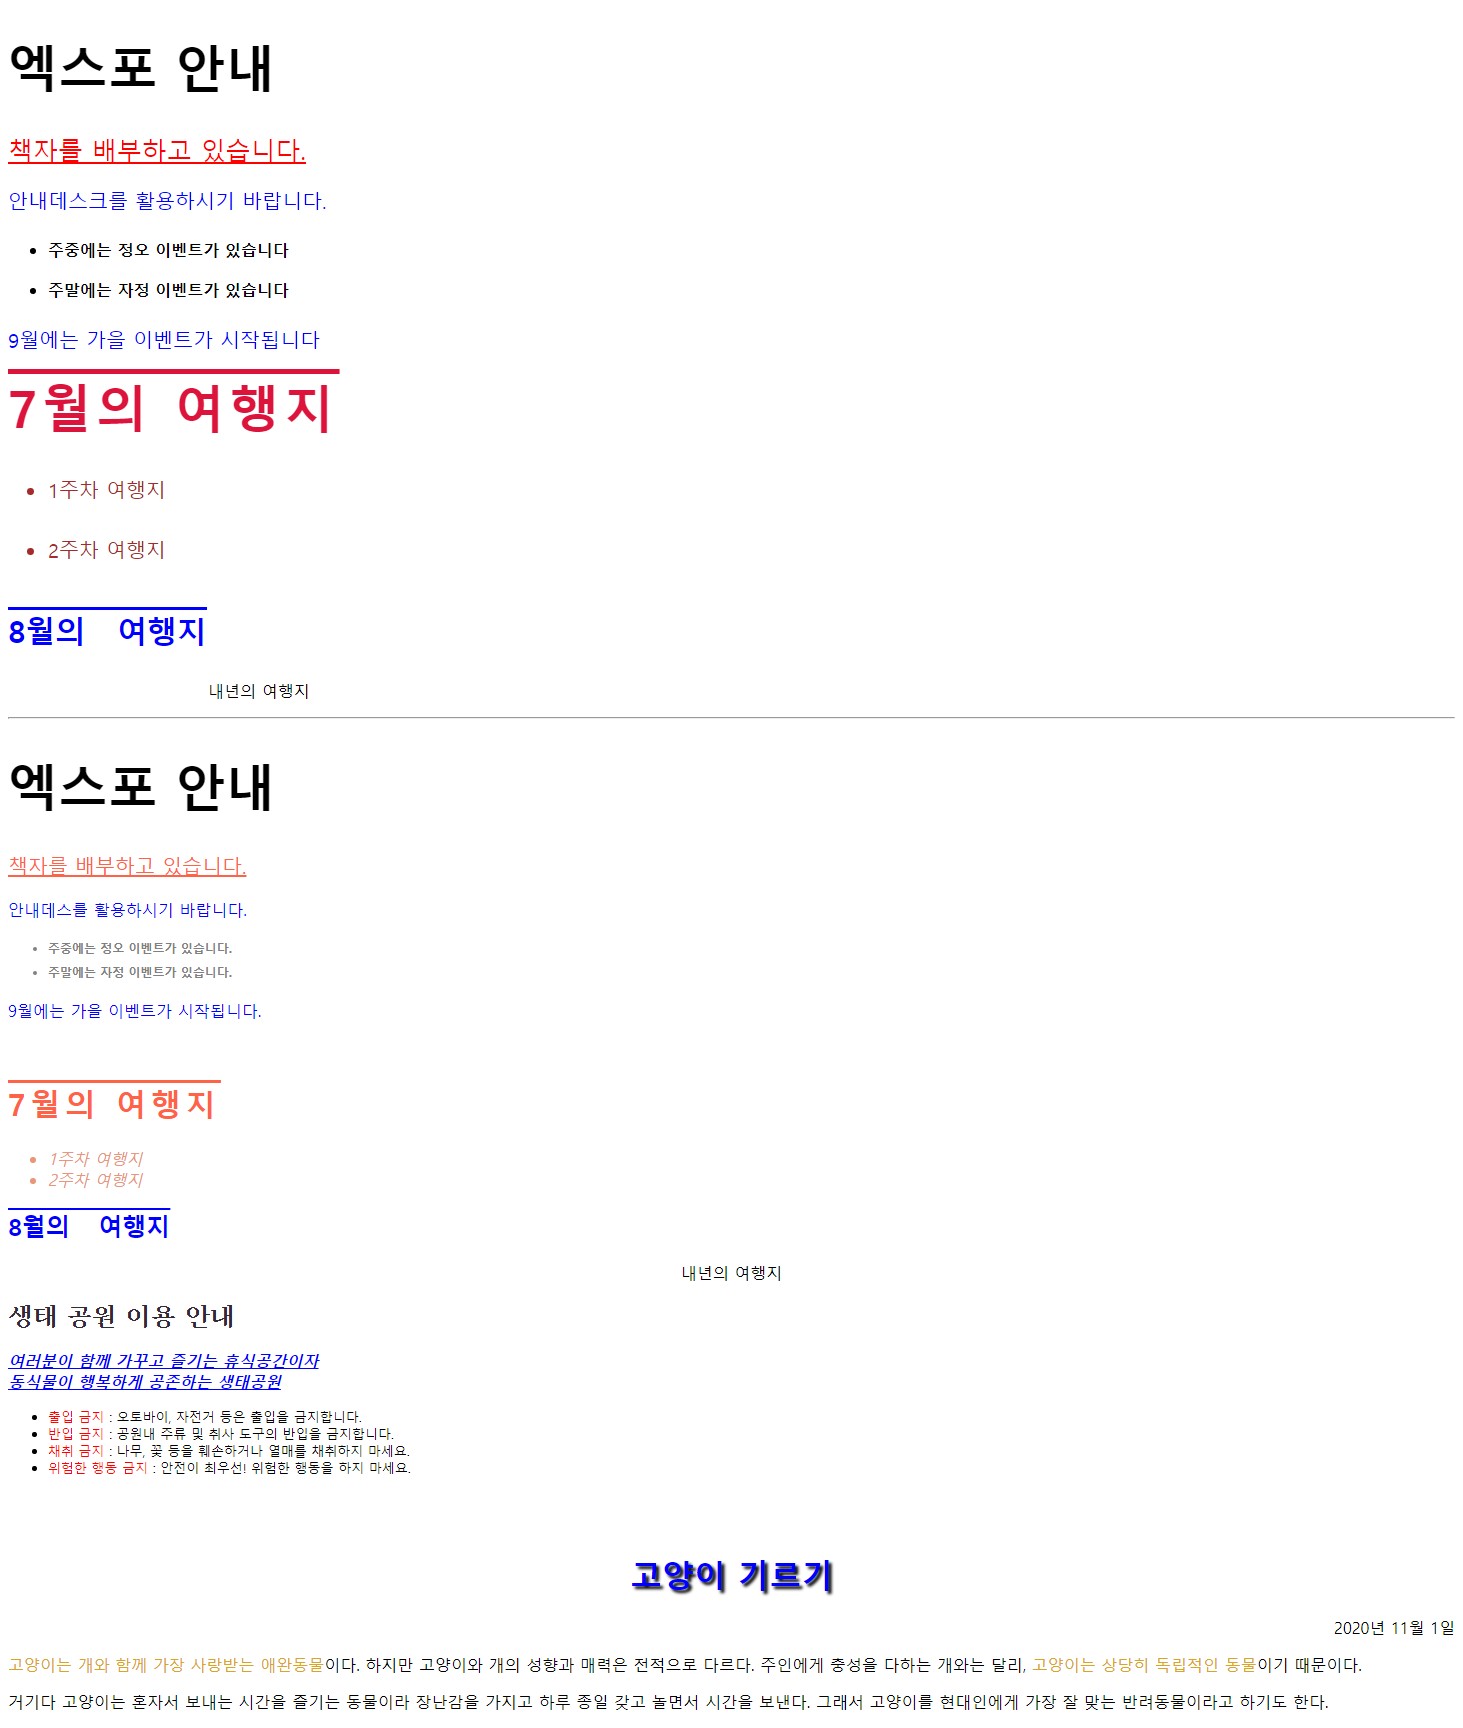 엑스포 안내
책자를 배부하고 있습니다.
안내데스크를 활용하시기 바랍니다.
• 주중에는 정오 이벤트가 있습니다
• 주말에는 자정 이벤트가 있습니다
9월에는 가을 이벤트가 시작됩니다
7월의 여행지
• 1주차 여행지
• 2주차 여행지
8월의 여행지
내년의 여행지
엑스포 안내
책자를 배부하고 있습니다.
안내데스를 활용하시기 바랍니다.
• 주중에는 정오 이벤트가 있습니다.
• 주말에는 자정 이벤트가 있습니다.
9월에는 가을 이벤트가 시작됩니다.
7월의 여행지
• 1주차 여행지
• 2주차 여행지
8월의 여행지
내년의 여행지
생태 공원 이용 안내
여러분이 함께 가꾸고 즐기는 휴식공간이자
동식물이 행복하게 공존하는 생태공원
• 출입 금지 : 오토바이, 자전거 등은 출입을 금지합니다.
• 반입 금지 : 공원내 주류 및 취사 도구의 반입을 금지합니다.
• 채취 금지 : 나무, 꽃 등을 훼손하거나 열매를 채취하지 마세요.
• 위험한 행동 금지 : 안전이 최우선! 위험한 행동을 하지 마세요.
고양이 기르기
2020년 11월 1일
고양이는 개와 함께 가장 사랑받는 애완동물이다. 하지만 고양이와 개의 성향과 매력은 전적으로 다르다. 주인에게 충성을 다하는 개와는 달리, 고양이는 상당히 독립적인 동물이기 때문이다.
거기다 고양이는 혼자서 보내는 시간을 즐기는 동물이라 장난감을 가지고 하루 종일 갖고 놀면서 시간을 보낸다. 그래서 고양이를 현대인에게 가장 잘 맞는 반려동물이라고 하기도 한다.